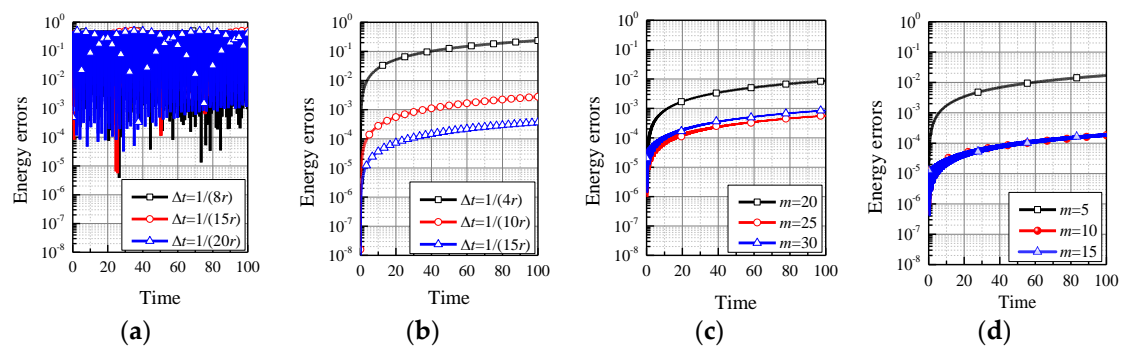 10^0
10^-1
10^-2
10^-3
10^-4
10^-5
10^-6
10^-7
10^-8
Energy errors
Δt=1/(8r)
Δt=1/(15r)
Δt=1/(20r)
0 20 40 60 80 100
Time
(a)
10^0
10^-1
10^-2
10^-3
10^-4
10^-5
10^-6
10^-7
10^-8
Energy errors
Δt=1/(4r)
Δt=1/(10r)
Δt=1/(15r)
0 20 40 60 80 100
Time
(b)
10^0
10^-1
10^-2
10^-3
10^-4
10^-5
10^-6
10^-7
10^-8
Energy errors
m=20
m=25
m=30
0 20 40 60 80 100
Time
(c)
10^0
10^-1
10^-2
10^-3
10^-4
10^-5
10^-6
10^-7
10^-8
Energy errors
m=5
m=10
m=15
0 20 40 60 80 100
Time
(d)